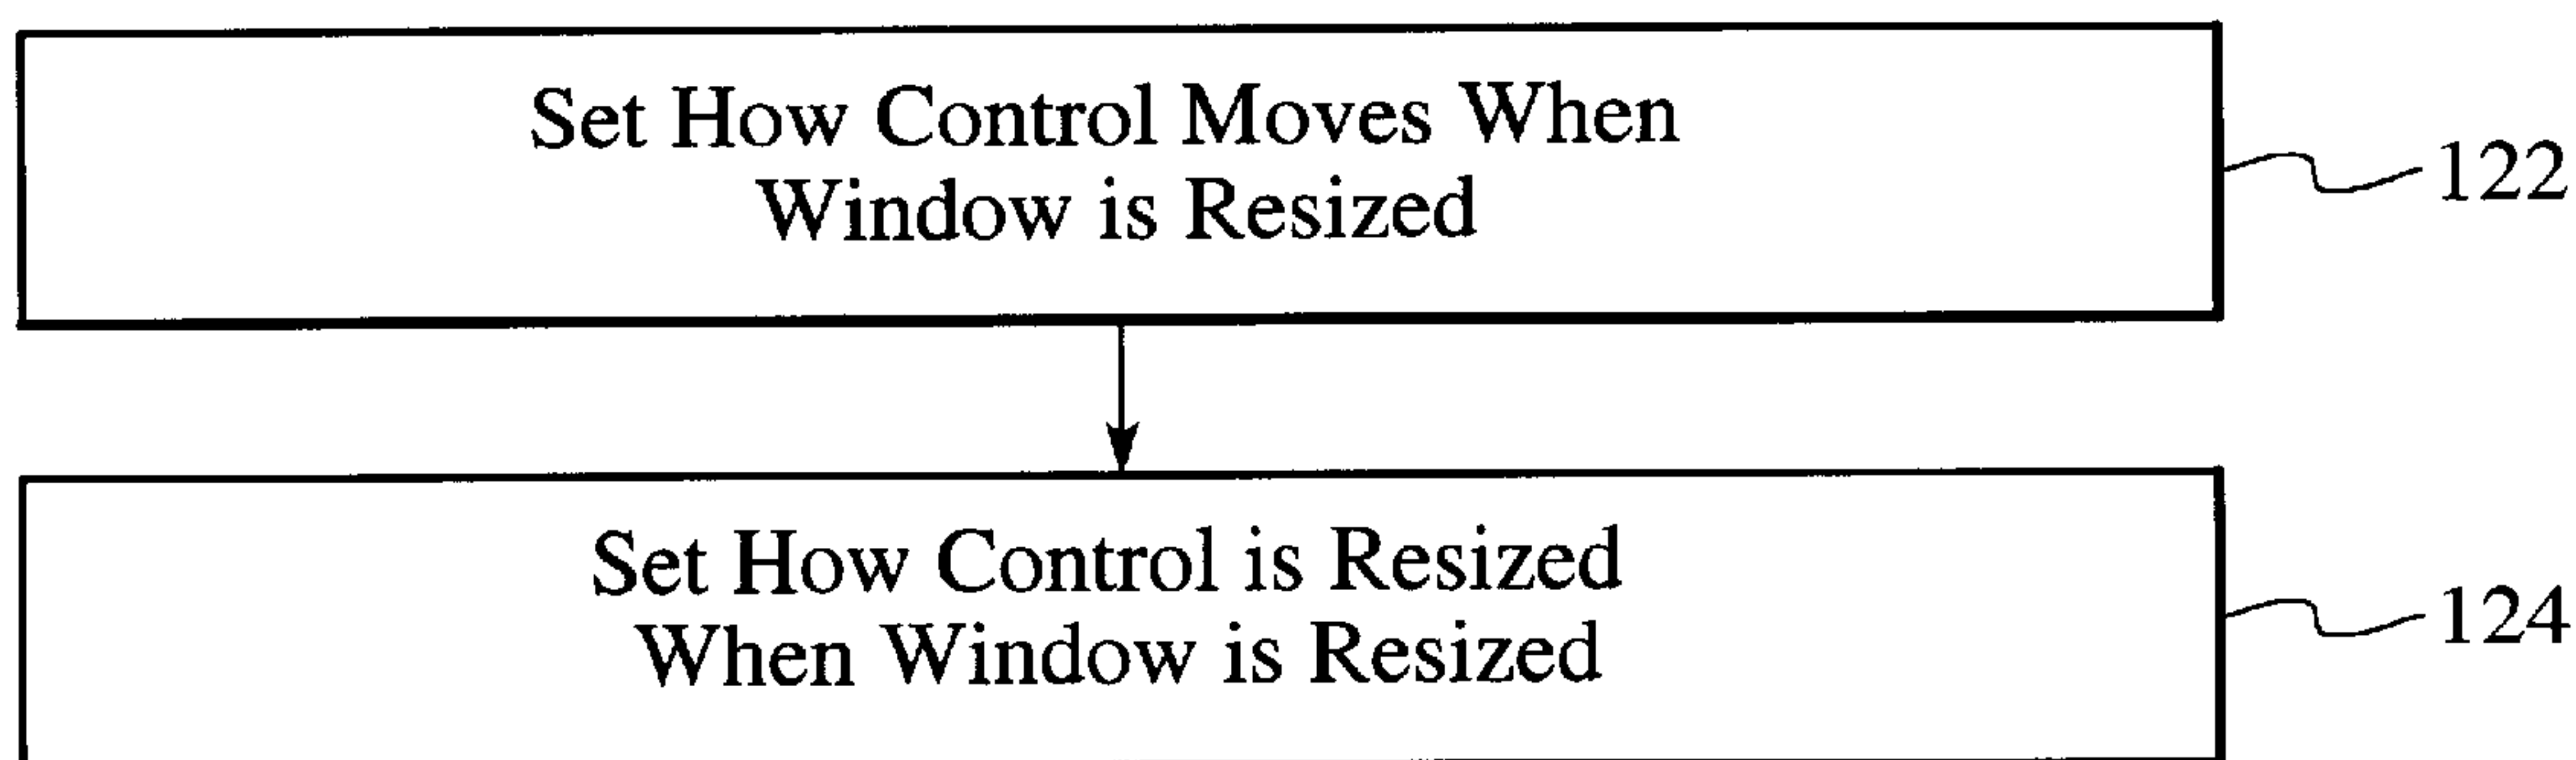 Set How Control Moves When
Window is Resized
122
Set How Control is Resized
When Window is Resized
124